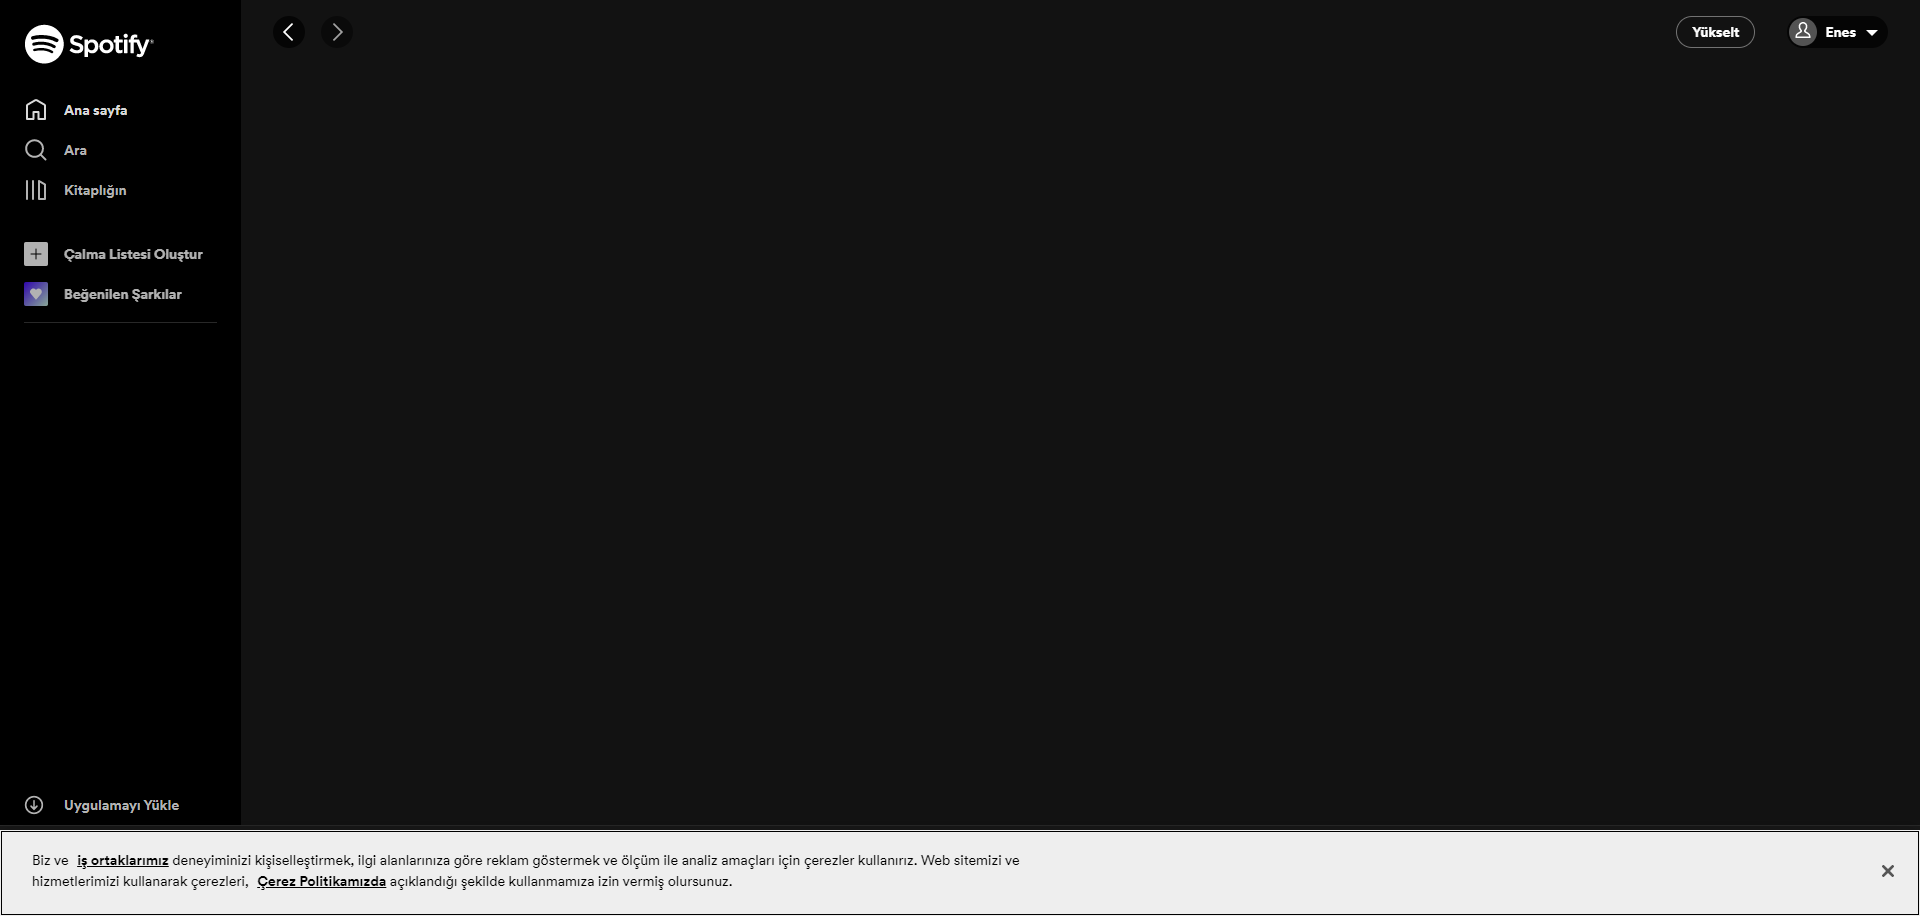 Spotify
Ana sayfa
Ara
Kitaplığın
Çalma Listesi Oluştur
Beğenilen Şarkılar
Uygulamayı Yükle
Yükselt
Enes
Biz ve iş ortaklarımız deneyiminizi kişiselleştirmek, ilgi alanlarınıza göre reklam göstermek ve ölçüm ile analiz amaçları için çerezler kullanırız. Web sitemizi ve
hizmetlerimizi kullanarak çerezleri, Çerez Politikamızda açıklandığı şekilde kullanmamıza izin vermiş olursunuz.